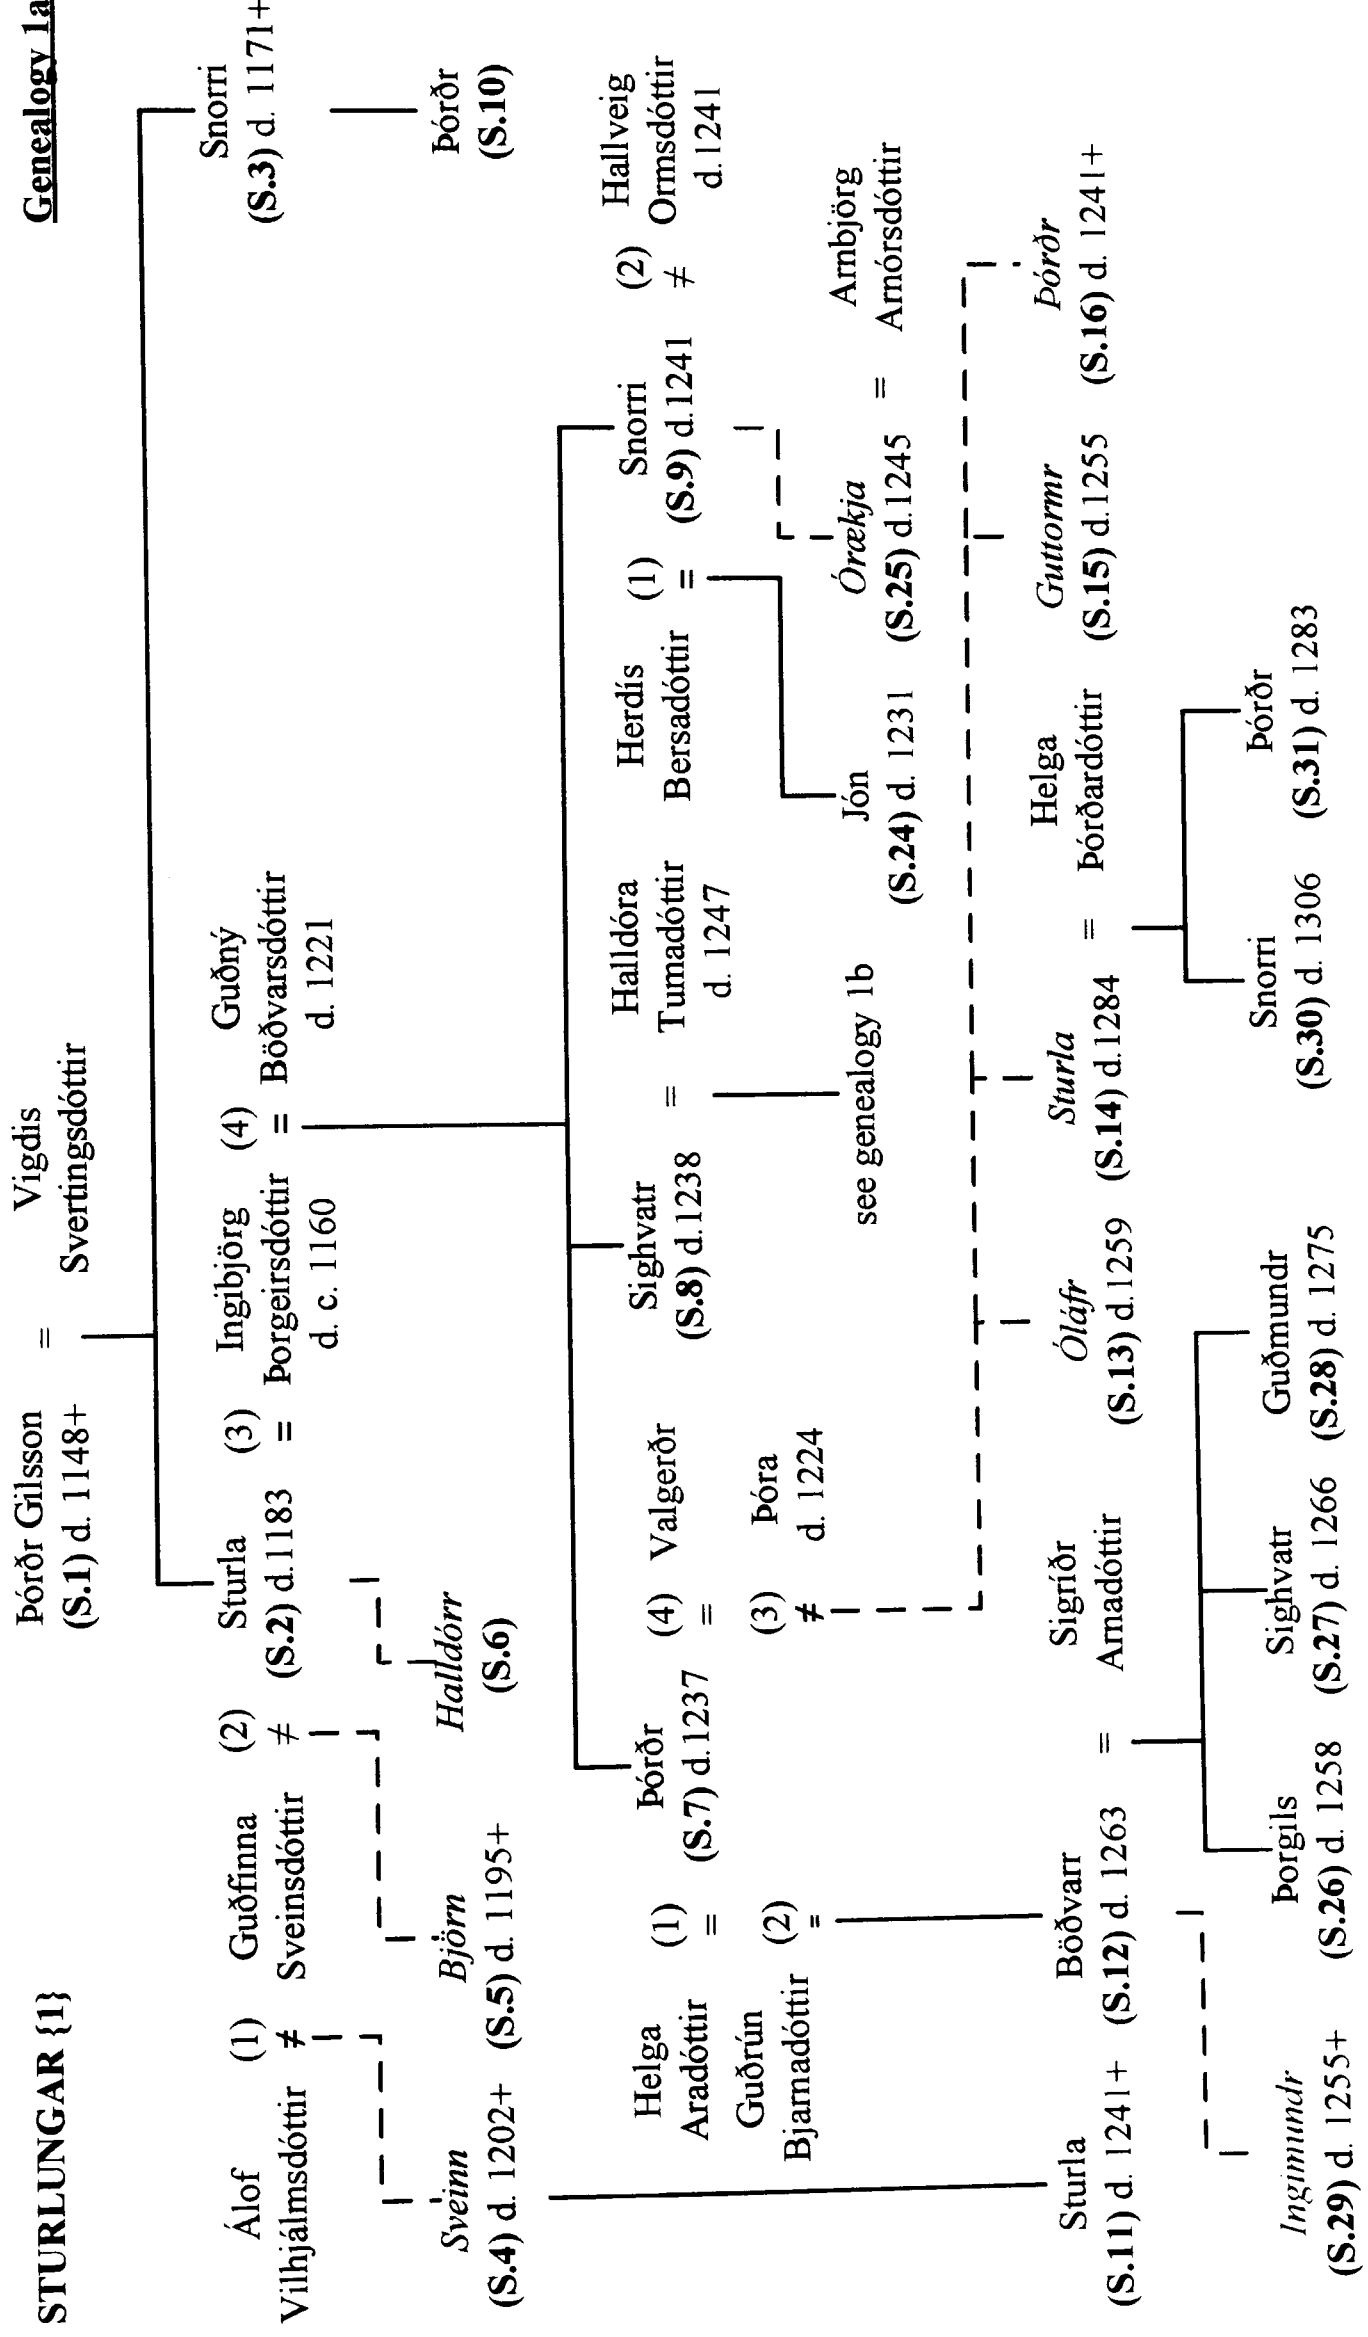 STURLUNGAR {1}
Genealogy 1a
Þórðr Gilsson
(S.1) d. 1148+
=
Vigdis
Svertingsdóttir
Álof
Vilhjálmsdóttir
(1)
≠
Guðfinna
Sveinsdóttir
(2)
≠
Sturla
(S.2) d.1183
(3)
=
Ingibjörg
Þorgeirsdóttir
d. c. 1160
(4)
=
Guðný
Böðvarsdóttir
d. 1221
Snorri
(S.3) d. 1171+
Sveinn
(S.4) d. 1202+
Björn
(S.5) d. 1195+
Halldórr
(S.6)
Þórðr
(S.10)
Helga
Aradóttir
(1)
=
Guðrún
Bjarnadóttir
(2)
=
Þórðr
(S.7) d.1237
(4)
=
Valgerðr
(3)
≠
Þóra
d. 1224
Sighvatr
(S.8) d.1238
=
Halldóra
Tumadóttir
d. 1247
Herdís
Bersadóttir
(1)
=
Snorri
(S.9) d.1241
(2)
≠
Hallveig
Ormsdóttir
d.1241
see genealogy 1b
Jón
(S.24) d. 1231
Órækja
(S.25) d.1245
=
Arnbjörg
Arnórsdóttir
Sturla
(S.11) d. 1241+
Böðvarr
(S.12) d. 1263
=
Sigríðr
Arnadóttir
Óláfr
(S.13) d.1259
Sturla
(S.14) d.1284
=
Helga
Þórðardóttir
Guttormr
(S.15) d.1255
Þórðr
(S.16) d. 1241+
Ingimundr
(S.29) d. 1255+
Þorgils
(S.26) d. 1258
Sighvatr
(S.27) d. 1266
Guðmundr
(S.28) d. 1275
Snorri
(S.30) d. 1306
Þórðr
(S.31) d. 1283